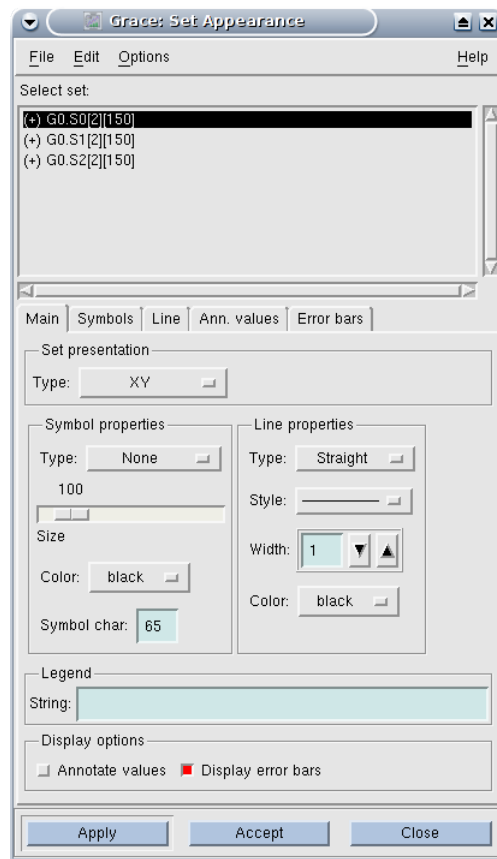 Grace: Set Appearance
File Edit Options Help
Select set:
(+) G0.S0[2][150]
(+) G0.S1[2][150]
(+) G0.S2[2][150]
Main Symbols Line Ann. values Error bars
Set presentation
Type: XY
Symbol properties
Type: None
100
Size
Color: black
Symbol char: 65
Line properties
Type: Straight
Style:
Width: 1
Color: black
Legend
String:
Display options
Annotate values Display error bars
Apply Accept Close